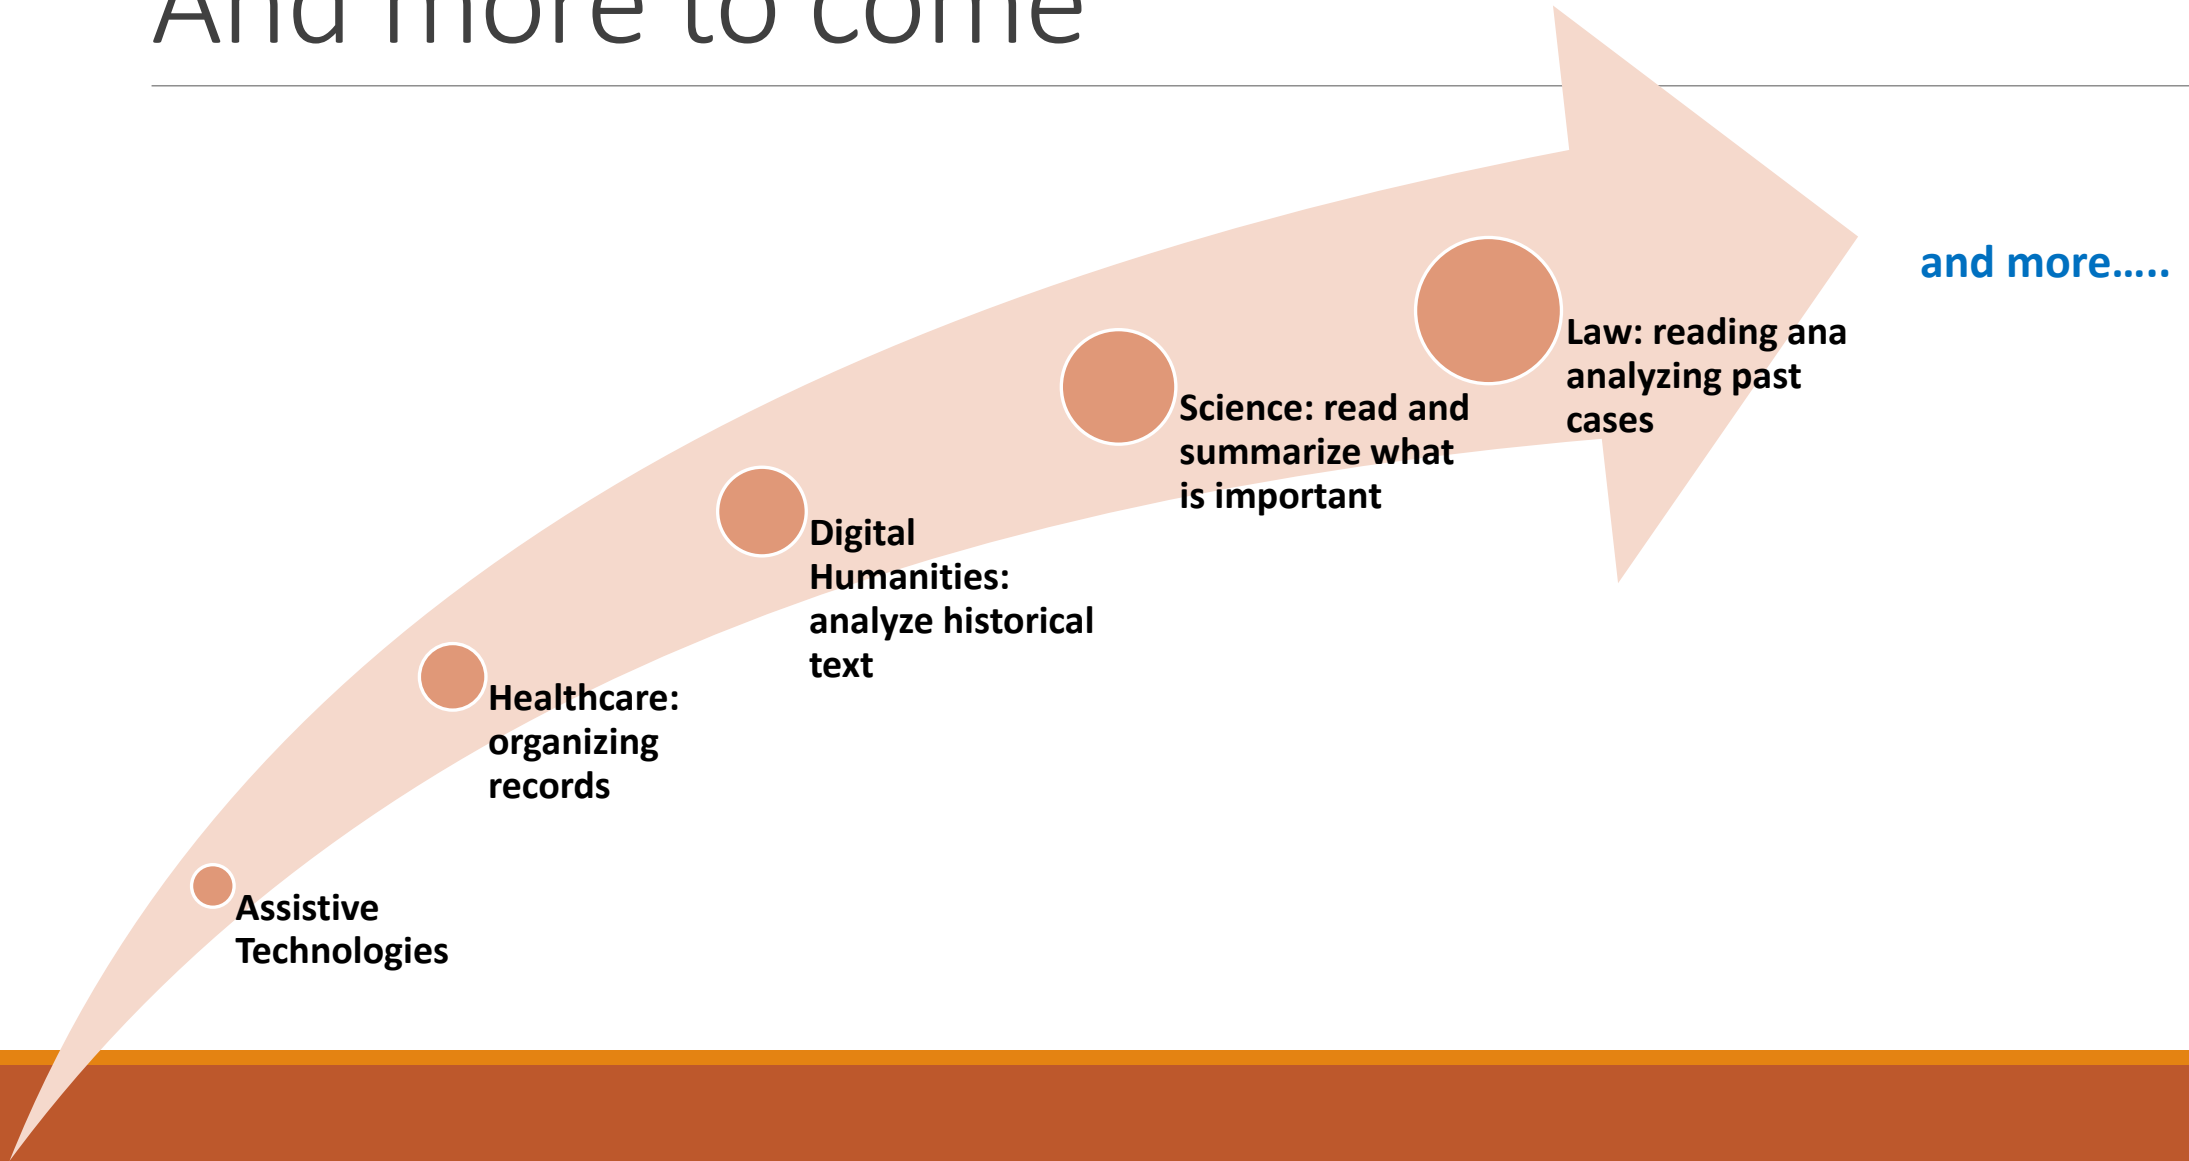 And more to come
and more.....
Law: reading ana
analyzing past
cases
Science: read and
summarize what
is important
Digital
Humanities:
analyze historical
text
Healthcare:
organizing
records
Assistive
Technologies